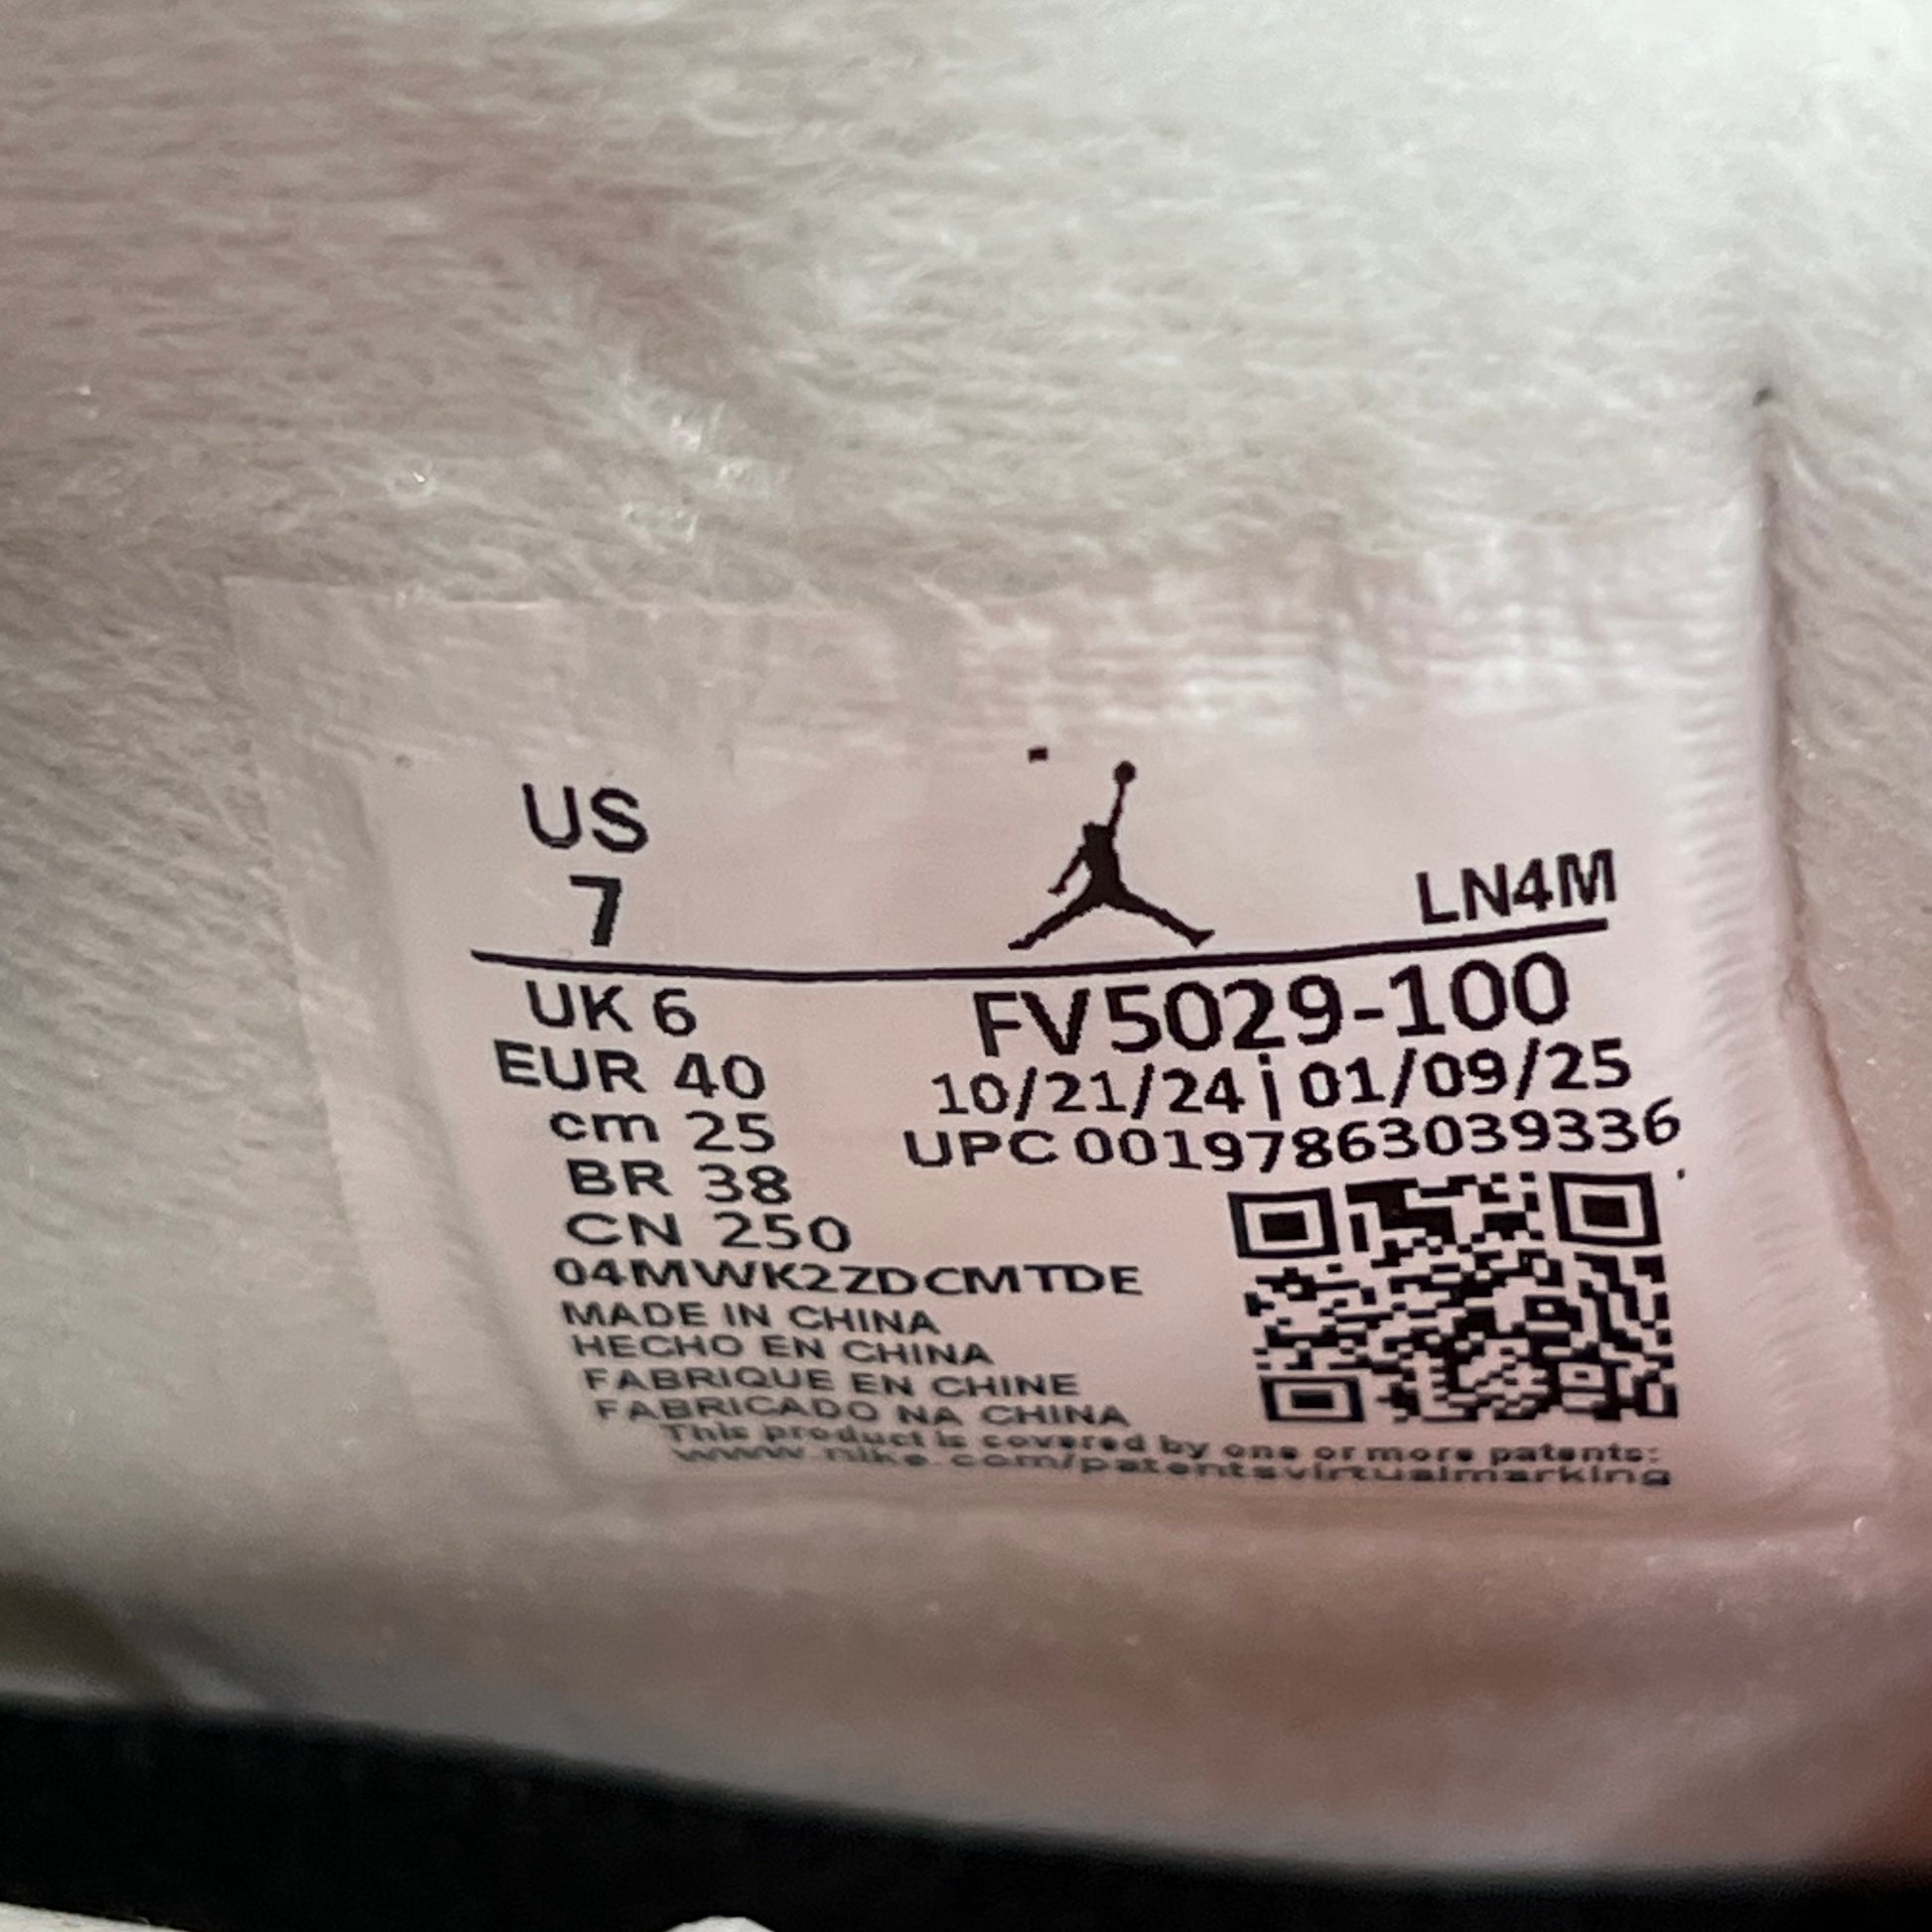 US
7
LN4M
UK 6
EUR 40
cm 25
BR 38
CN 250
FV5029-100
10/21/24 | 01/09/25
UPC 00197863039336
04MWK2ZDCMTDE
MADE IN CHINA
HECHO EN CHINA
FABRIQUE EN CHINE
FABRICADO NA CHINA
This product is covered by one or more patents:
www.nike.com/patentsvirtualmarking